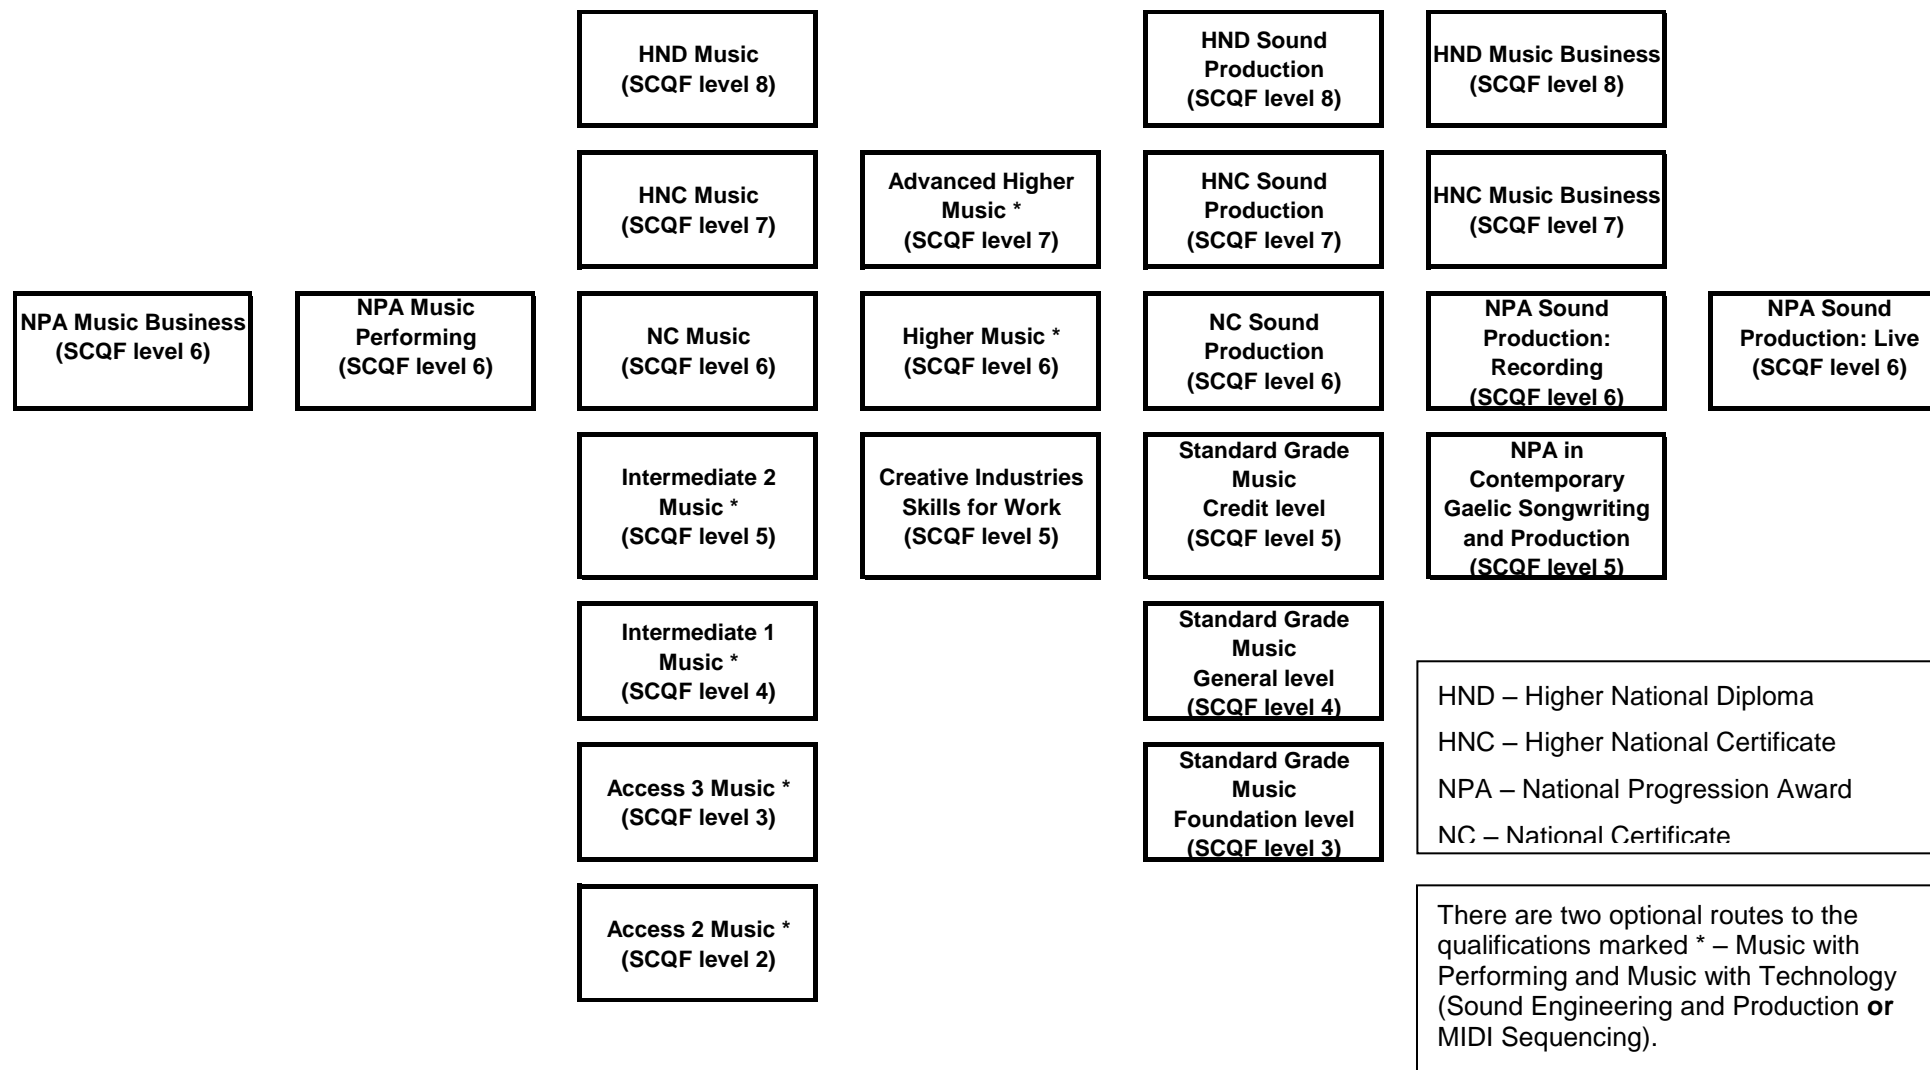 HND Music
(SCQF level 8)
HND Sound
Production
(SCQF level 8)
HND Music Business
(SCQF level 8)
HNC Music
(SCQF level 7)
Advanced Higher
Music *
(SCQF level 7)
HNC Sound
Production
(SCQF level 7)
HNC Music Business
(SCQF level 7)
NPA Music Business
(SCQF level 6)
NPA Music
Performing
(SCQF level 6)
NC Music
(SCQF level 6)
Higher Music *
(SCQF level 6)
NC Sound
Production
(SCQF level 6)
NPA Sound
Production:
Recording
(SCQF level 6)
NPA Sound
Production: Live
(SCQF level 6)
Intermediate 2
Music *
(SCQF level 5)
Creative Industries
Skills for Work
(SCQF level 5)
Standard Grade
Music
Credit level
(SCQF level 5)
NPA in
Contemporary
Gaelic Songwriting
and Production
(SCQF level 5)
Intermediate 1
Music *
(SCQF level 4)
Standard Grade
Music
General level
(SCQF level 4)
Access 3 Music *
(SCQF level 3)
Standard Grade
Music
Foundation level
(SCQF level 3)
Access 2 Music *
(SCQF level 2)
HND – Higher National Diploma
HNC – Higher National Certificate
NPA – National Progression Award
NC – National Certificate
There are two optional routes to the
qualifications marked * – Music with
Performing and Music with Technology
(Sound Engineering and Production or
MIDI Sequencing).